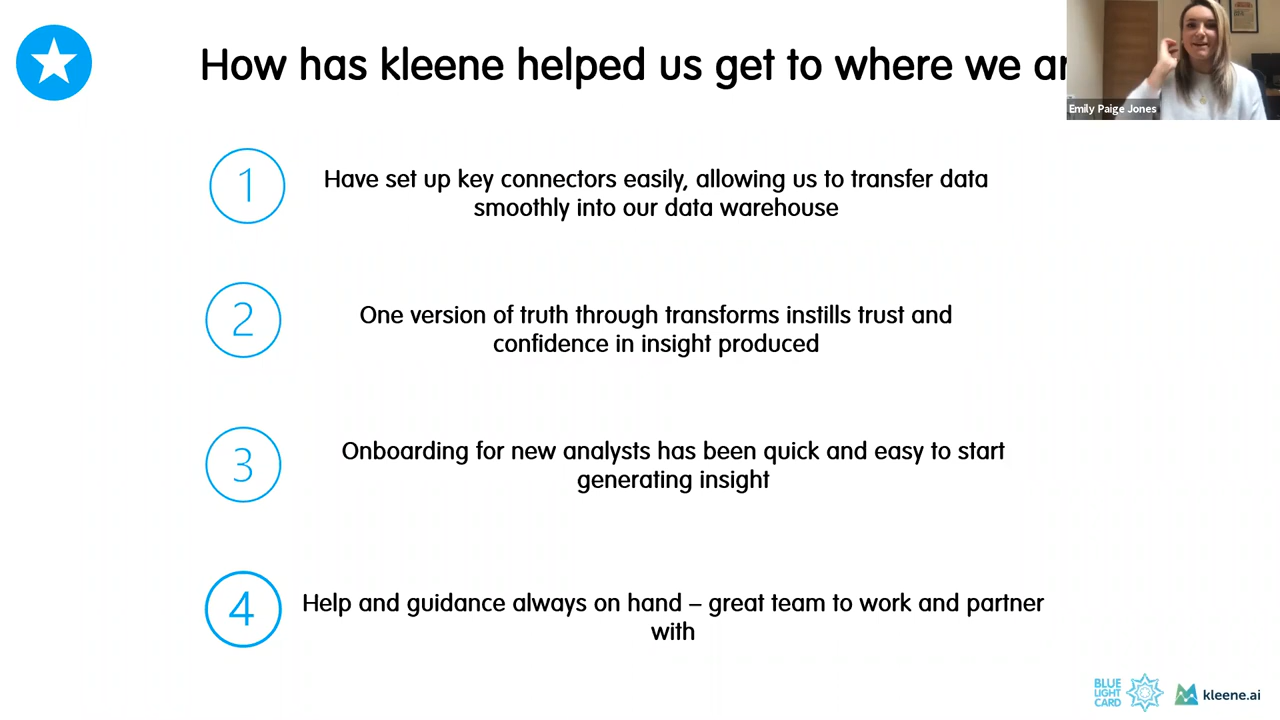 How has kleene helped us get to where we ar
Emily Paige Jones
1
Have set up key connectors easily, allowing us to transfer data
smoothly into our data warehouse
2
One version of truth through transforms instills trust and
confidence in insight produced
3
Onboarding for new analysts has been quick and easy to start
generating insight
4
Help and guidance always on hand – great team to work and partner
with
BLUE
LIGHT
CARD
kleene.ai